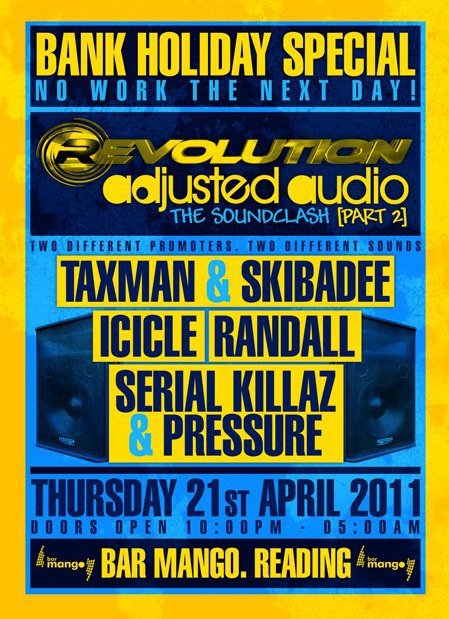 BANK HOLIDAY SPECIAL
NO WORK THE NEXT DAY!
REVOLUTION
adjusted audio
THE SOUNDCLASH [PART 2]
TWO DIFFERENT PROMOTERS. TWO DIFFERENT SOUNDS
TAXMAN & SKIBADEE
ICICLE RANDALL
SERIAL KILLAZ
& PRESSURE
THURSDAY 21ST APRIL 2011
DOORS OPEN 10:00PM - 05:00AM
bar mango BAR MANGO. READING bar mango